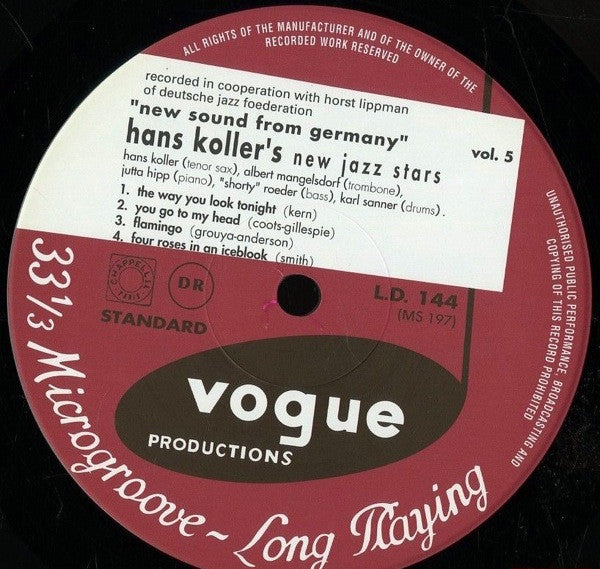 ALL RIGHTS OF THE MANUFACTURER AND OF THE OWNER OF THE
RECORDED WORK RESERVED
recorded in cooperation with horst lippman
of deutsche jazz foederation
"new sound from germany"
vol. 5
hans koller's new jazz stars
hans koller (tenor sax), albert mangelsdorf (trombone),
jutta hipp (piano), "shorty" roeder (bass), karl sanner (drums).
1. the way you look tonight (kern)
2. you go to my head (coots-gillespie)
3. flamingo (grouya-anderson)
4. four roses in an iceblook (smith)
DR
STANDARD
L.D. 144
(MS 197)
vogue
PRODUCTIONS
33 1/3 Microgroove - Long Playing
UNAUTHORISED PUBLIC PERFORMANCE, BROADCASTING AND
COPYING OF THIS RECORD PROHIBITED